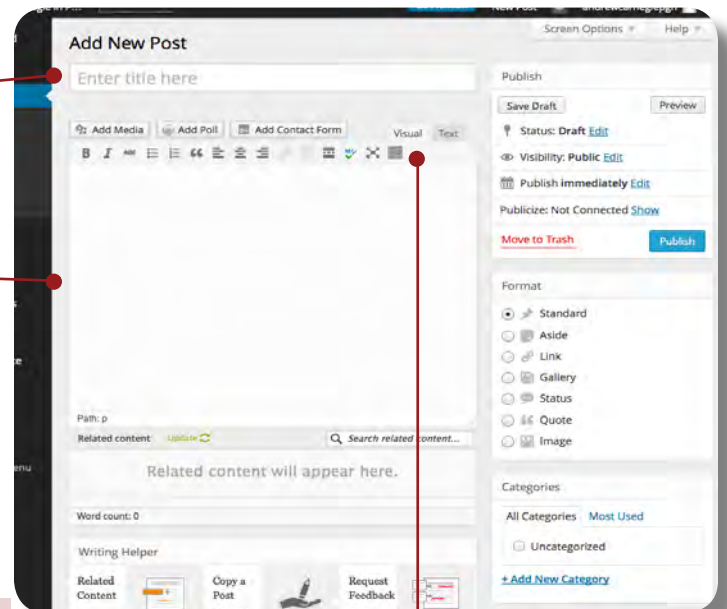 New Post
Screen Options
Help
Add New Post
Enter title here
Add Media
Add Poll
Add Contact Form
Visual
Text
B I ABC
Path: p
Related content
Update
Search related content...
Related content will appear here.
Word count: 0
Writing Helper
Related
Content
Copy a
Post
Request
Feedback
Publish
Save Draft
Preview
Status: Draft Edit
Visibility: Public Edit
Publish immediately Edit
Publicize: Not Connected Show
Move to Trash
Publish
Format
Standard
Aside
Link
Gallery
Status
Quote
Image
Categories
All Categories
Most Used
Uncategorized
+ Add New Category